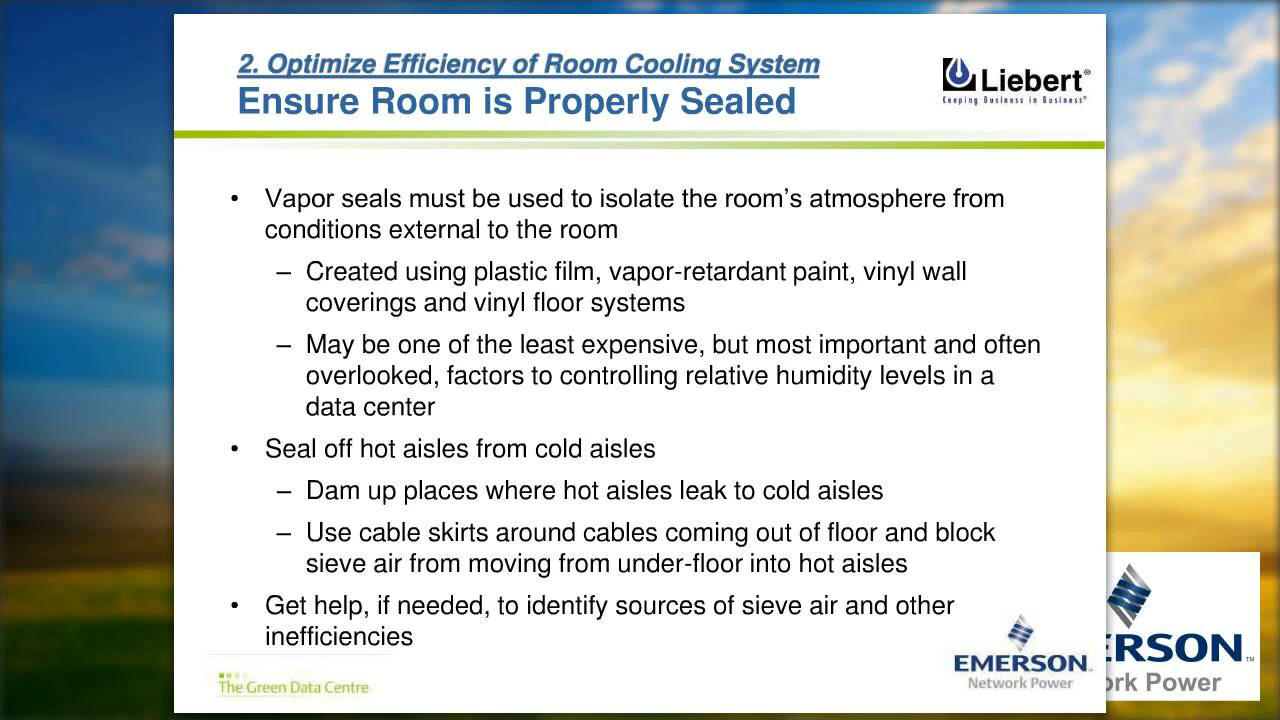 2. Optimize Efficiency of Room Cooling System
Ensure Room is Properly Sealed
Liebert®
Keeping Business in Business®
• Vapor seals must be used to isolate the room's atmosphere from
conditions external to the room
– Created using plastic film, vapor-retardant paint, vinyl wall
coverings and vinyl floor systems
– May be one of the least expensive, but most important and often
overlooked, factors to controlling relative humidity levels in a
data center
• Seal off hot aisles from cold aisles
– Dam up places where hot aisles leak to cold aisles
– Use cable skirts around cables coming out of floor and block
sieve air from moving from under-floor into hot aisles
• Get help, if needed, to identify sources of sieve air and other
inefficiencies
The Green Data Centre
EMERSON™
Network Power
ERSON™
ork Power